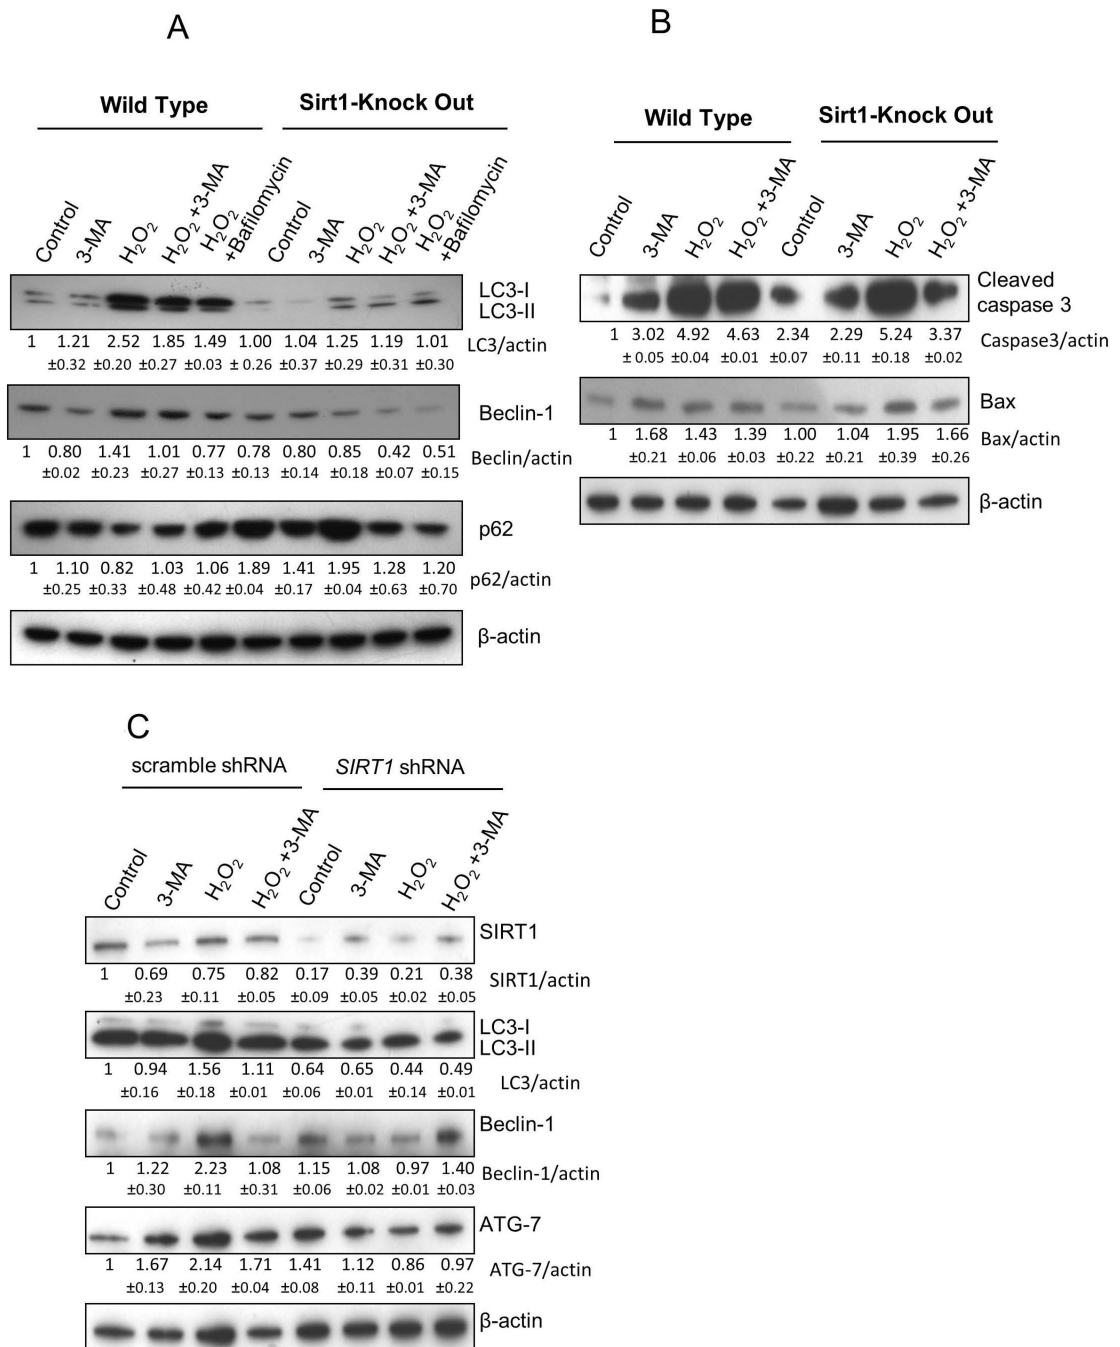 A
Wild Type
Sirt1-Knock Out
Control
3-MA
H₂O₂
H₂O₂ +3-MA
H₂O₂
+Bafilomycin
Control
3-MA
H₂O₂
H₂O₂ +3-MA
H₂O₂
+Bafilomycin
LC3-I
LC3-II
1 1.21 2.52 1.85 1.49 1.00 1.04 1.25 1.19 1.01 LC3/actin
±0.32 ±0.20 ±0.27 ±0.03 ± 0.26 ±0.37 ±0.29 ±0.31 ±0.30
Beclin-1
1 0.80 1.41 1.01 0.77 0.78 0.80 0.85 0.42 0.51 Beclin/actin
±0.02 ±0.23 ±0.27 ±0.13 ±0.13 ±0.14 ±0.18 ±0.07 ±0.15
p62
1 1.10 0.82 1.03 1.06 1.89 1.41 1.95 1.28 1.20 p62/actin
±0.25 ±0.33 ±0.48 ±0.42 ±0.04 ±0.17 ±0.04 ±0.63 ±0.70
β-actin
B
Wild Type
Sirt1-Knock Out
Control
3-MA
H₂O₂
H₂O₂ +3-MA
Control
3-MA
H₂O₂
H₂O₂ +3-MA
Cleaved
caspase 3
1 3.02 4.92 4.63 2.34 2.29 5.24 3.37 Caspase3/actin
± 0.05 ±0.04 ±0.01 ±0.07 ±0.11 ±0.18 ±0.02
Bax
1 1.68 1.43 1.39 1.00 1.04 1.95 1.66 Bax/actin
±0.21 ±0.06 ±0.03 ±0.22 ±0.21 ±0.39 ±0.26
β-actin
C
scramble shRNA
SIRT1 shRNA
Control
3-MA
H₂O₂
H₂O₂ +3-MA
Control
3-MA
H₂O₂
H₂O₂ +3-MA
SIRT1
1 0.69 0.75 0.82 0.17 0.39 0.21 0.38 SIRT1/actin
±0.23 ±0.11 ±0.05 ±0.09 ±0.05 ±0.02 ±0.05
LC3-I
LC3-II
1 0.94 1.56 1.11 0.64 0.65 0.44 0.49 LC3/actin
±0.16 ±0.18 ±0.01 ±0.06 ±0.01 ±0.14 ±0.01
Beclin-1
1 1.22 2.23 1.08 1.15 1.08 0.97 1.40 Beclin-1/actin
±0.30 ±0.11 ±0.31 ±0.06 ±0.02 ±0.01 ±0.03
ATG-7
1 1.67 2.14 1.71 1.41 1.12 0.86 0.97 ATG-7/actin
±0.13 ±0.20 ±0.04 ±0.08 ±0.11 ±0.01 ±0.22
β-actin